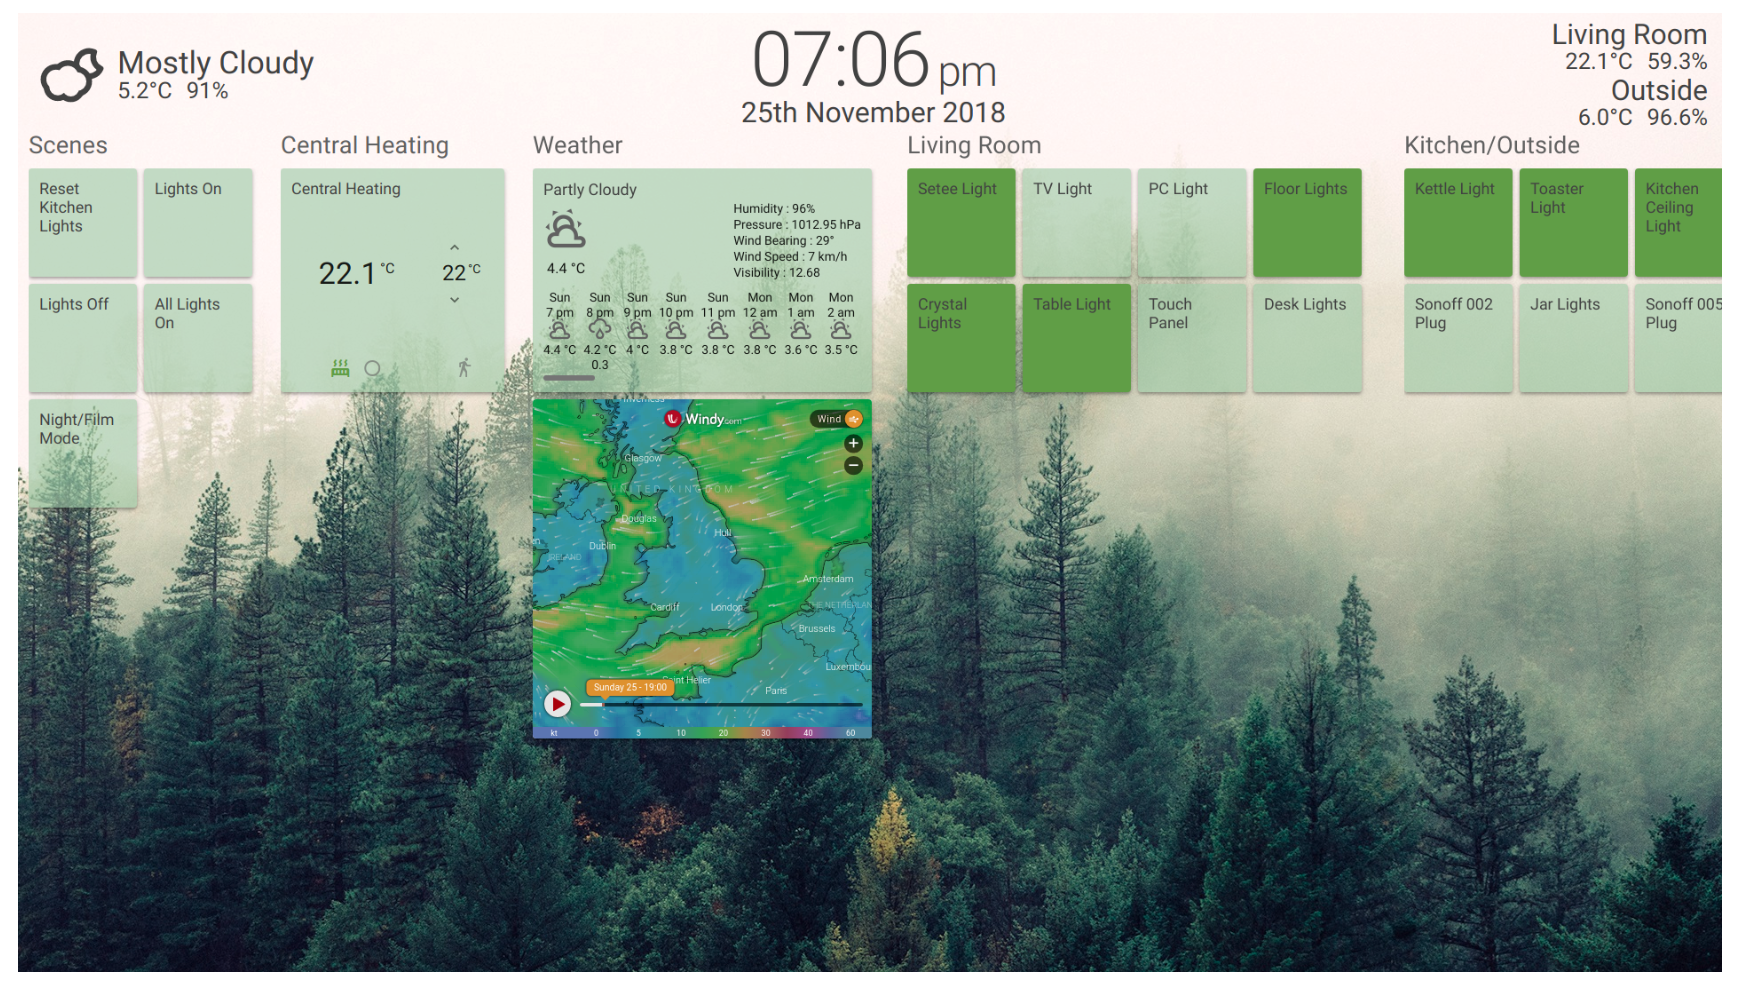 Mostly Cloudy
5.2°C 91%
07:06 pm
25th November 2018
Living Room
22.1°C 59.3%
Outside
6.0°C 96.6%
Scenes
Reset
Kitchen
Lights
Lights On
Lights Off
All Lights
On
Night/Film
Mode
Central Heating
Central Heating
22.1 °C
22 °C
Weather
Partly Cloudy
4.4 °C
Humidity : 96%
Pressure : 1012.95 hPa
Wind Bearing : 29°
Wind Speed : 7 km/h
Visibility : 12.68
Sun Sun Sun Sun Sun Mon Mon Mon
7 pm 8 pm 9 pm 10 pm 11 pm 12 am 1 am 2 am
4.4 °C 4.2 °C 4 °C 3.8 °C 3.8 °C 3.8 °C 3.6 °C 3.5 °C
0.3
Inverness
Windy.com
Wind
+
−
Glasgow
UNITED KINGDOM
Douglas
Hull
Dublin
IRELAND
Amsterdam
Cardiff
London
Brussels
Luxembou
Saint Helier
Sunday 25 - 19:00
Paris
kt 0 5 10 20 30 40 60
Living Room
Setee Light
TV Light
PC Light
Floor Lights
Crystal
Lights
Table Light
Touch
Panel
Desk Lights
Kitchen/Outside
Kettle Light
Toaster
Light
Kitchen
Ceiling
Light
Sonoff 002
Plug
Jar Lights
Sonoff 005
Plug